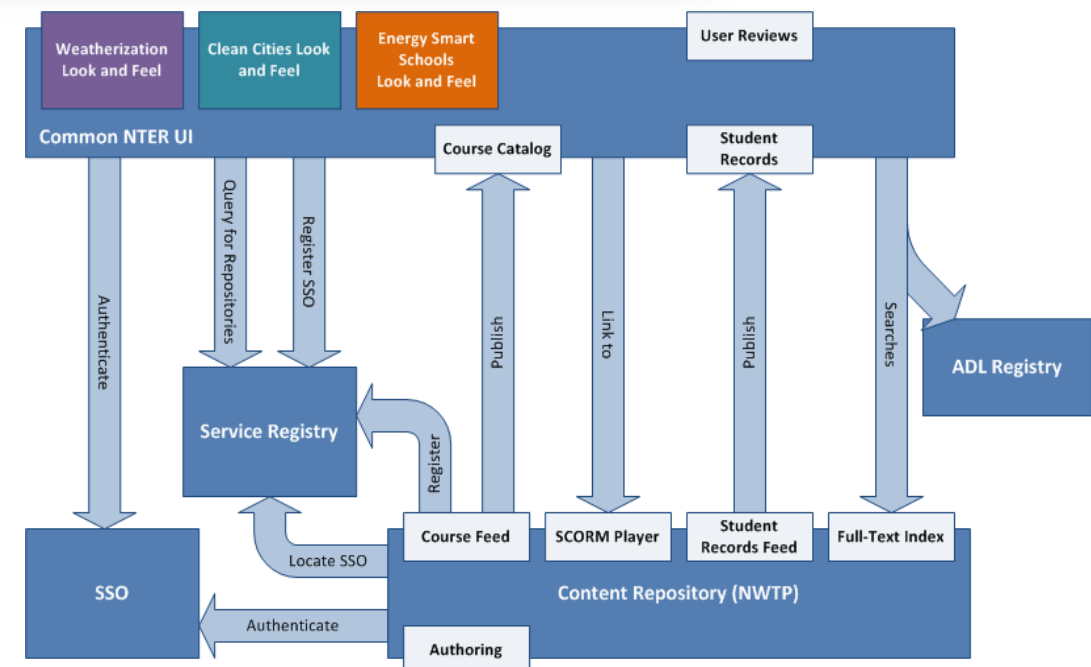 Weatherization
Look and Feel
Clean Cities Look
and Feel
Energy Smart
Schools
Look and Feel
User Reviews
Common NTER UI
Course Catalog
Student
Records
Authenticate
Query for
Repositories
Register SSO
Publish
Link to
Publish
Searches
ADL Registry
Service Registry
Register
Locate SSO
Authenticate
SSO
Course Feed
SCORM Player
Student
Records Feed
Full-Text Index
Content Repository (NWTP)
Authoring